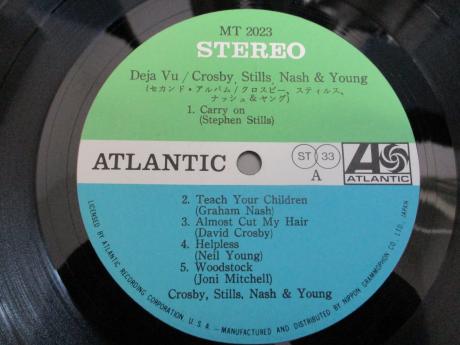 MT 2023
STEREO
Deja Vu / Crosby, Stills, Nash & Young
(セカンド・アルバム/クロスビー、スティルス、
ナッシュ&ヤング)
1. Carry on
(Stephen Stills)
ATLANTIC
ST 33
A
ATLANTIC
2. Teach Your Children
(Graham Nash)
3. Almost Cut My Hair
(David Crosby)
4. Helpless
(Neil Young)
5. Woodstock
(Joni Mitchell)
Crosby, Stills, Nash & Young
LICENSED BY ATLANTIC RECORDING CORPORATION U S A - MANUFACTURED AND DISTRIBUTED BY NIPPON GRAMMOPHON CO. LTD., JAPAN